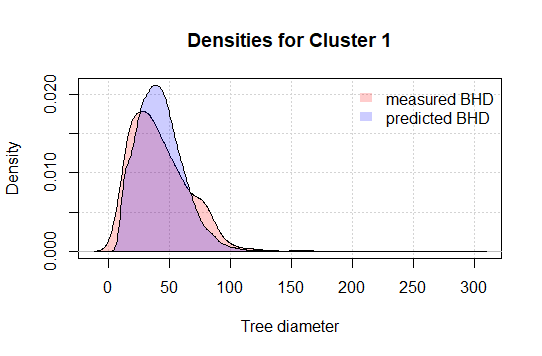 Densities for Cluster 1
measured BHD
predicted BHD
Density
0.000
0.010
0.020
0
50
100
150
200
250
300
Tree diameter